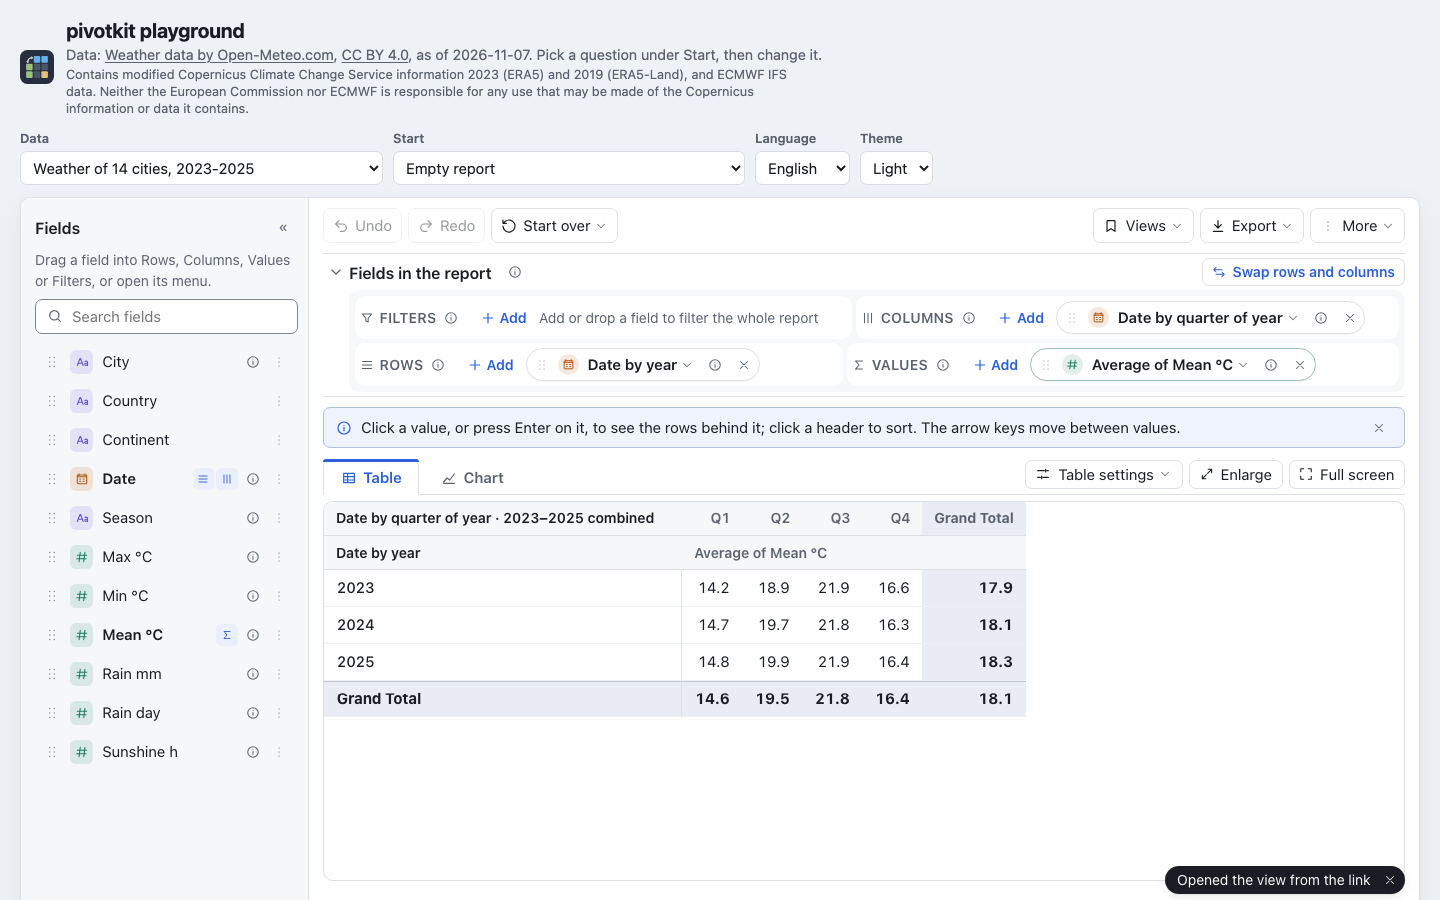 pivotkit playground
Data: Weather data by Open-Meteo.com, CC BY 4.0, as of 2026-11-07. Pick a question under Start, then change it.
Contains modified Copernicus Climate Change Service information 2023 (ERA5) and 2019 (ERA5-Land), and ECMWF IFS
data. Neither the European Commission nor ECMWF is responsible for any use that may be made of the Copernicus
information or data it contains.
Data Start Language Theme
Weather of 14 cities, 2023-2025 Empty report English Light
Fields «
Drag a field into Rows, Columns, Values
or Filters, or open its menu.
Search fields
Aa City
Aa Country
Aa Continent
Date
Aa Season
# Max °C
# Min °C
# Mean °C Σ
# Rain mm
# Rain day
# Sunshine h
Undo Redo Start over Views Export More
Fields in the report Swap rows and columns
FILTERS + Add Add or drop a field to filter the whole report
COLUMNS + Add Date by quarter of year
ROWS + Add Date by year
Σ VALUES + Add # Average of Mean °C
Click a value, or press Enter on it, to see the rows behind it; click a header to sort. The arrow keys move between values.
Table Chart Table settings Enlarge Full screen
Date by quarter of year · 2023–2025 combined Q1 Q2 Q3 Q4 Grand Total
Date by year Average of Mean °C
2023 14.2 18.9 21.9 16.6 17.9
2024 14.7 19.7 21.8 16.3 18.1
2025 14.8 19.9 21.9 16.4 18.3
Grand Total 14.6 19.5 21.8 16.4 18.1
Opened the view from the link